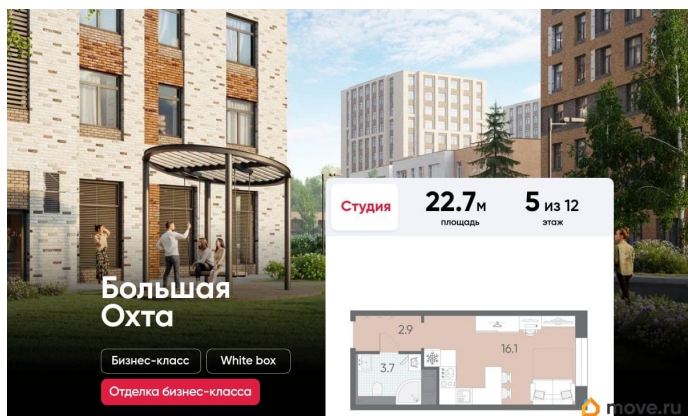 Студия
22.7м
площадь
5 из 12
этаж
Большая
Охта
Бизнес-класс
White box
Отделка бизнес-класса
2.9
3.7
16.1
move.ru